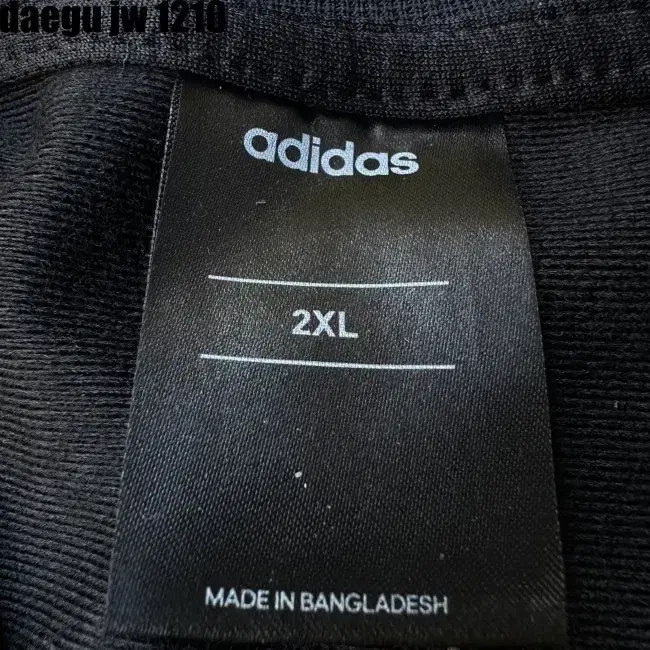 daegu jw 1210
adidas
2XL
MADE IN BANGLADESH